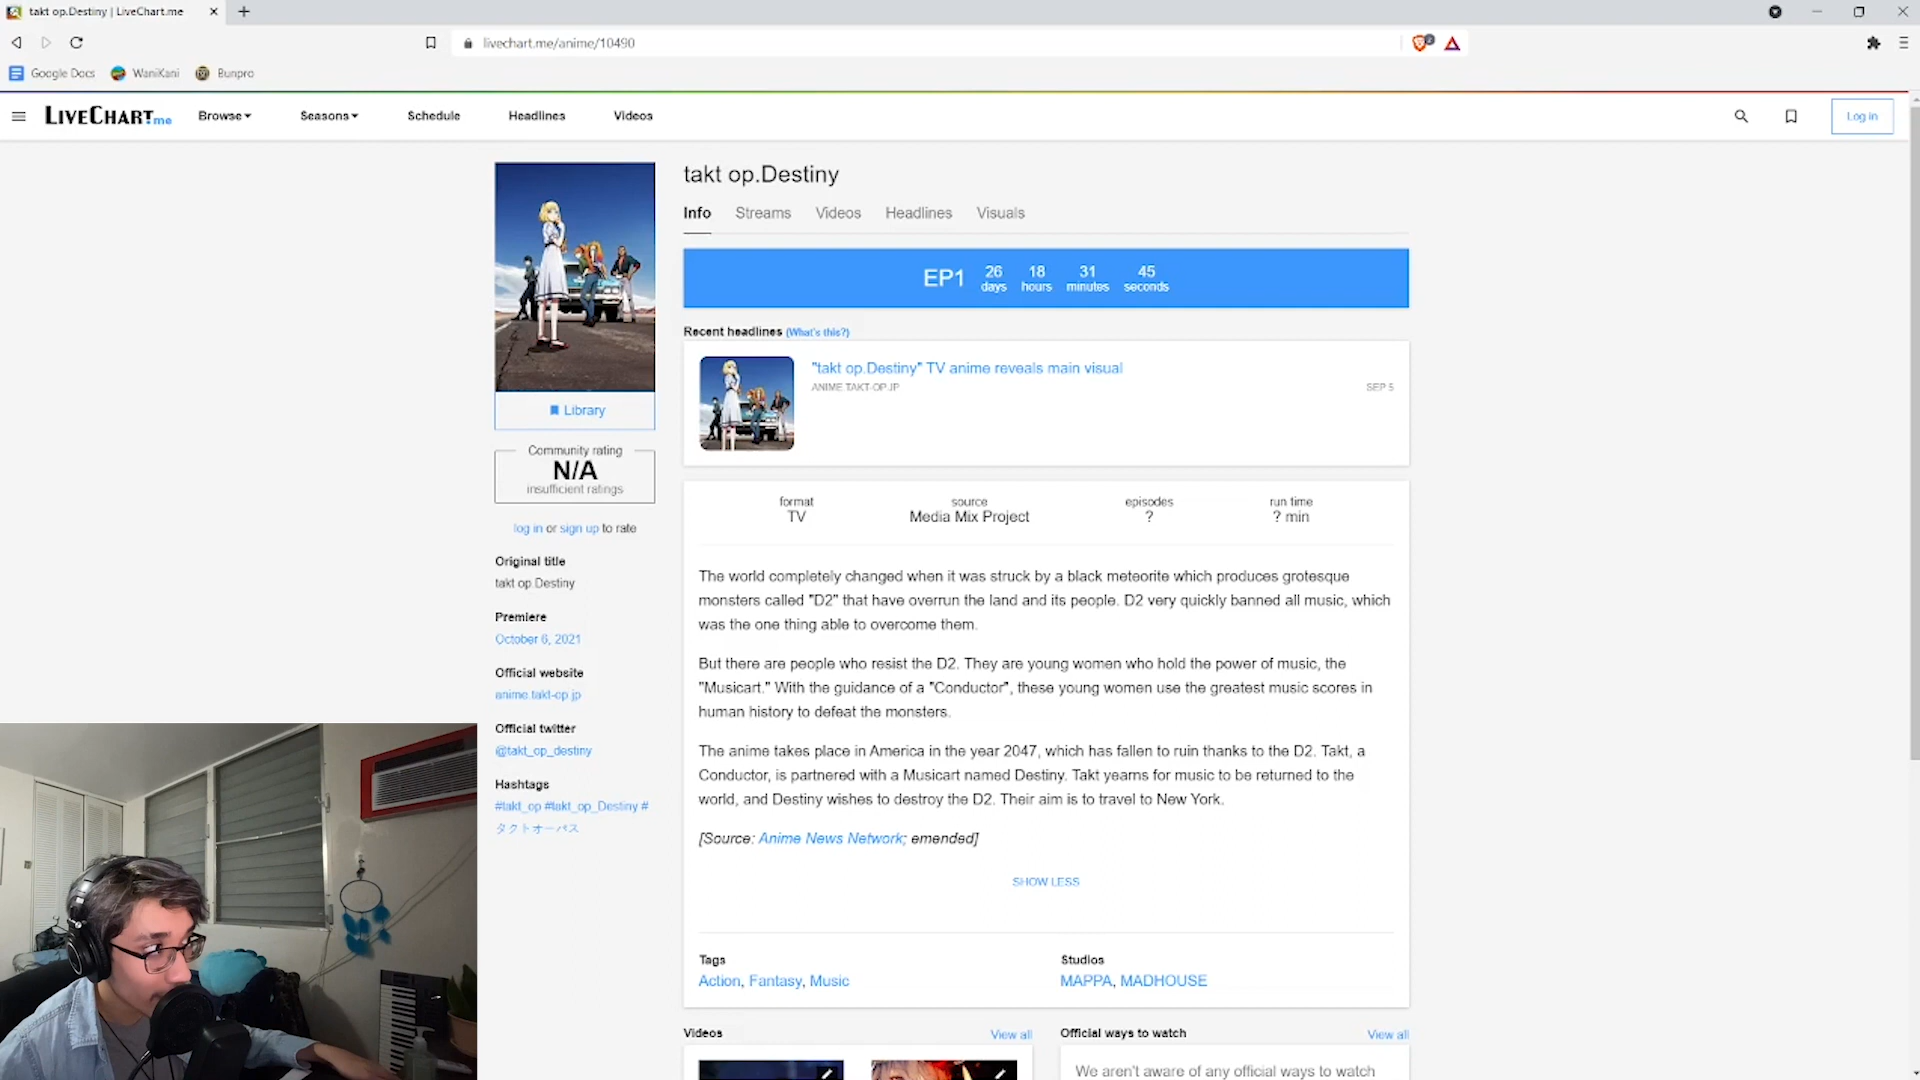 takt op.Destiny | LiveChart.me
livechart.me/anime/10490
Google Docs
WaniKani
Bunpro
LIVECHART.me
Browse
Seasons
Schedule
Headlines
Videos
Log in
takt op.Destiny
Info
Streams
Videos
Headlines
Visuals
EP1
26 18 31 45
days hours minutes seconds
Recent headlines (What's this?)
"takt op.Destiny" TV anime reveals main visual
ANIME.TAKT-OP.JP
SEP 5
Library
Community rating
N/A
insufficient ratings
log in or sign up to rate
Original title
takt op.Destiny
Premiere
October 6, 2021
Official website
anime.takt-op.jp
Official twitter
@takt_op_destiny
Hashtags
#takt_op #takt_op_Destiny #
タクトオーパス
format
TV
source
Media Mix Project
episodes
?
run time
? min
The world completely changed when it was struck by a black meteorite which produces grotesque
monsters called "D2" that have overrun the land and its people. D2 very quickly banned all music, which
was the one thing able to overcome them.
But there are people who resist the D2. They are young women who hold the power of music, the
"Musicart." With the guidance of a "Conductor", these young women use the greatest music scores in
human history to defeat the monsters.
The anime takes place in America in the year 2047, which has fallen to ruin thanks to the D2. Takt, a
Conductor, is partnered with a Musicart named Destiny. Takt yearns for music to be returned to the
world, and Destiny wishes to destroy the D2. Their aim is to travel to New York.
[Source: Anime News Network; emended]
SHOW LESS
Tags
Action, Fantasy, Music
Studios
MAPPA, MADHOUSE
Videos
View all
Official ways to watch
View all
We aren't aware of any official ways to watch